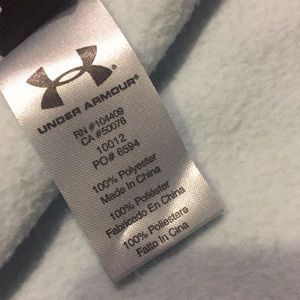 UNDER ARMOUR®
RN #104409
CA #50076
10012
PO# 6594
100% Polyester
Made In China
100% Poliéster
Fabricado En China
100% Poliestere
Fatto In Cina